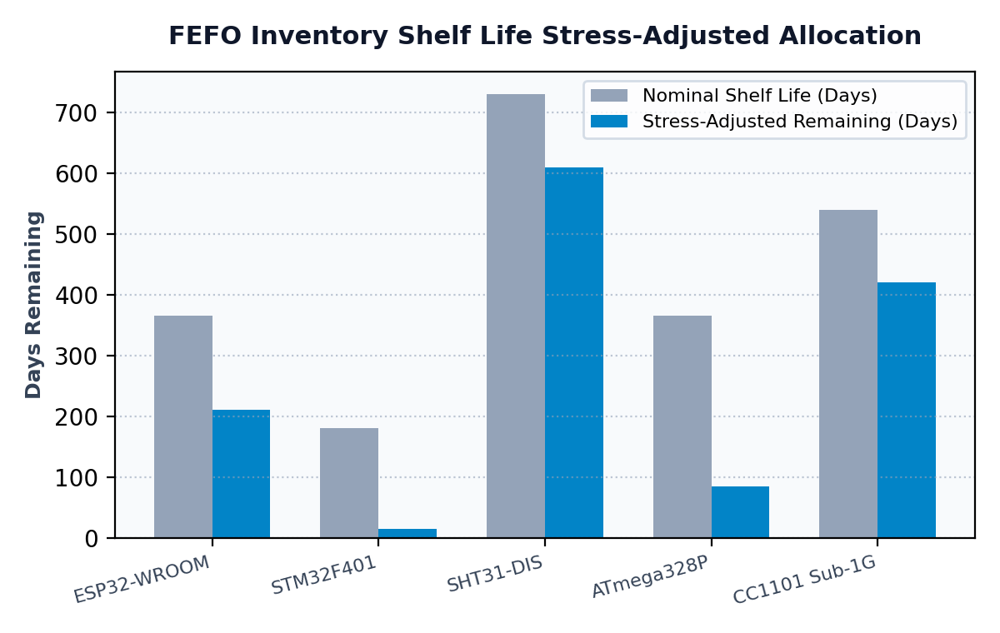 FEFO Inventory Shelf Life Stress-Adjusted Allocation
Nominal Shelf Life (Days)
Stress-Adjusted Remaining (Days)
Days Remaining
700
600
500
400
300
200
100
0
ESP32-WROOM
STM32F401
SHT31-DIS
ATmega328P
CC1101 Sub-1G